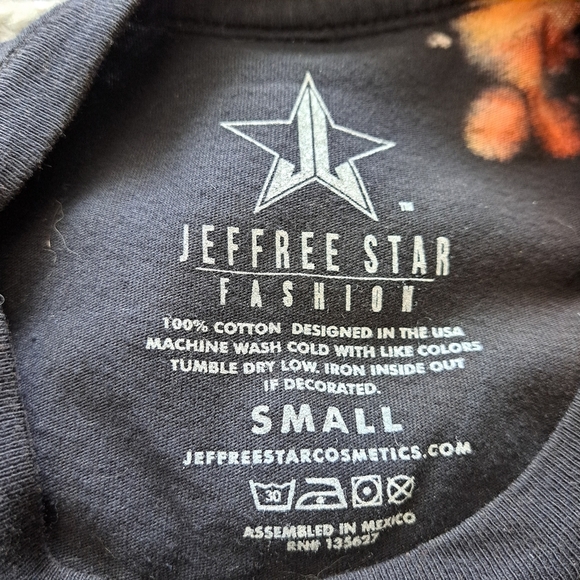 ™
JEFFREE STAR
FASHION
100% COTTON DESIGNED IN THE USA
MACHINE WASH COLD WITH LIKE COLORS
TUMBLE DRY LOW. IRON INSIDE OUT
IF DECORATED.
SMALL
JEFFREESTARCOSMETICS.COM
30
ASSEMBLED IN MEXICO
RN# 135627